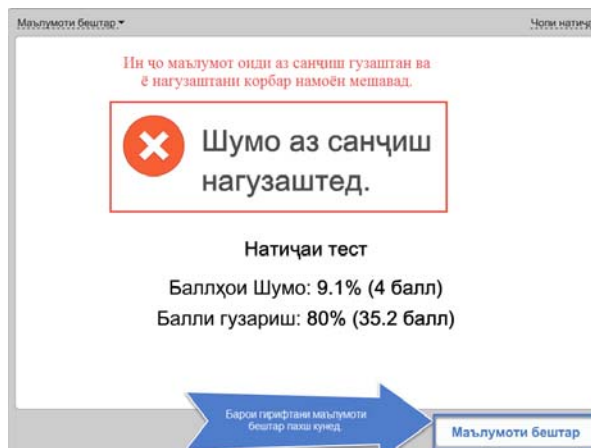 Маълумоти бештар
Чопи натиҷа
Ин ҷо маълумот оиди аз санҷиш гузаштан ва
ё нагузаштани корбар намоён мешавад.
Шумо аз санҷиш
нагузаштед.
Натиҷаи тест
Баллҳои Шумо: 9.1% (4 балл)
Балли гузариш: 80% (35.2 балл)
Барои гирифтани маълумоти
бештар пахш кунед.
Маълумоти бештар